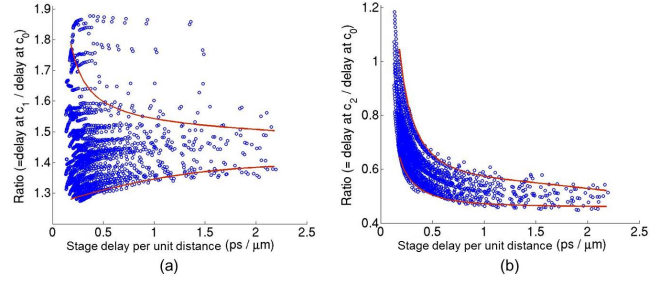 1.9
1.8
1.7
1.6
1.5
1.4
1.3
0 0.5 1 1.5 2 2.5
Ratio (=delay at c1 / delay at c0)
Stage delay per unit distance (ps / μm)
(a)
1.2
1
0.8
0.6
0.4
0 0.5 1 1.5 2 2.5
Ratio (= delay at c2 / delay at c0)
Stage delay per unit distance (ps / μm)
(b)